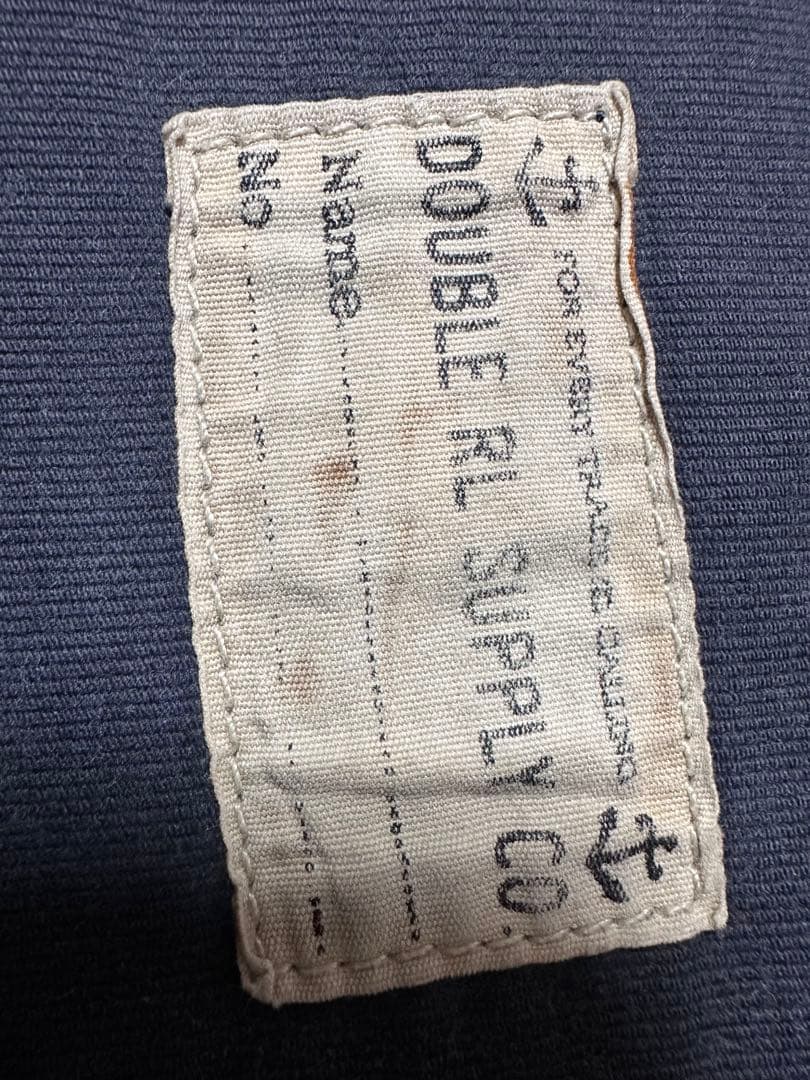 FOR EVERY TRADE & CALLING
DOUBLE RL SUPPLY CO.
Name
No